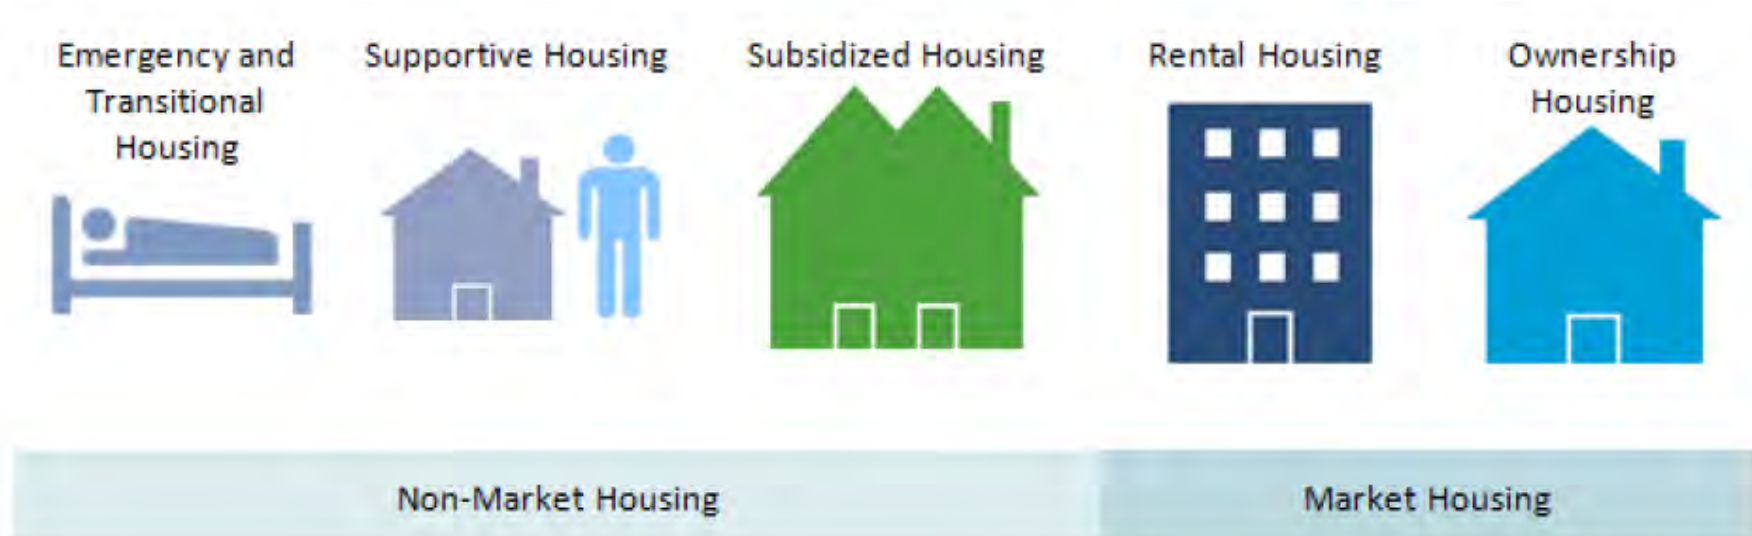 Emergency and
Transitional
Housing
Supportive Housing
Subsidized Housing
Rental Housing
Ownership
Housing
Non-Market Housing
Market Housing